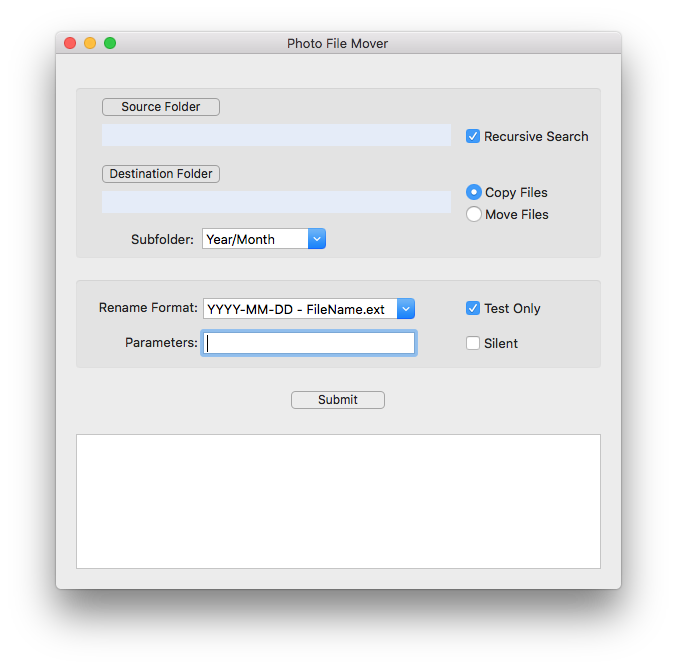 Photo File Mover
Source Folder
Recursive Search
Destination Folder
Copy Files
Move Files
Subfolder: Year/Month
Rename Format: YYYY-MM-DD - FileName.ext
Test Only
Parameters:
Silent
Submit